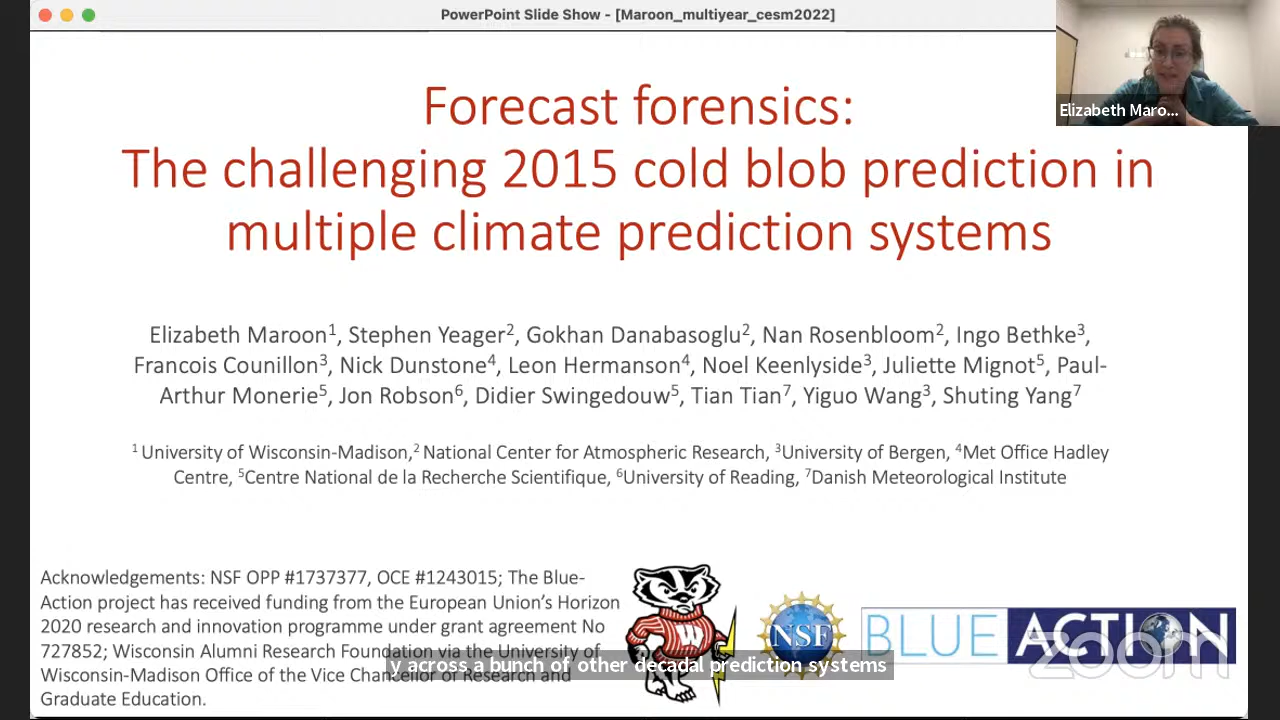 PowerPoint Slide Show - [Maroon_multiyear_cesm2022]
Elizabeth Maro...
Forecast forensics:
The challenging 2015 cold blob prediction in
multiple climate prediction systems
Elizabeth Maroon¹, Stephen Yeager², Gokhan Danabasoglu², Nan Rosenbloom², Ingo Bethke³,
Francois Counillon³, Nick Dunstone⁴, Leon Hermanson⁴, Noel Keenlyside³, Juliette Mignot⁵, Paul-
Arthur Monerie⁵, Jon Robson⁶, Didier Swingedouw⁵, Tian Tian⁷, Yiguo Wang³, Shuting Yang⁷
¹ University of Wisconsin-Madison,² National Center for Atmospheric Research, ³University of Bergen, ⁴Met Office Hadley
Centre, ⁵Centre National de la Recherche Scientifique, ⁶University of Reading, ⁷Danish Meteorological Institute
Acknowledgements: NSF OPP #1737377, OCE #1243015; The Blue-
Action project has received funding from the European Union's Horizon
2020 research and innovation programme under grant agreement No
727852; Wisconsin Alumni Research Foundation via the University of
Wisconsin-Madison Office of the Vice Chancellor of Research and
Graduate Education.
W
NSF
BLUE ACTION
zoom
y across a bunch of other decadal prediction systems